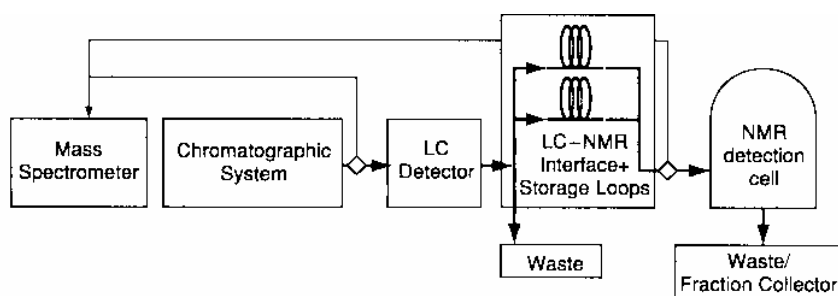 Mass
Spectrometer
Chromatographic
System
LC
Detector
LC-NMR
Interface+
Storage Loops
NMR
detection
cell
Waste
Waste/
Fraction Collector